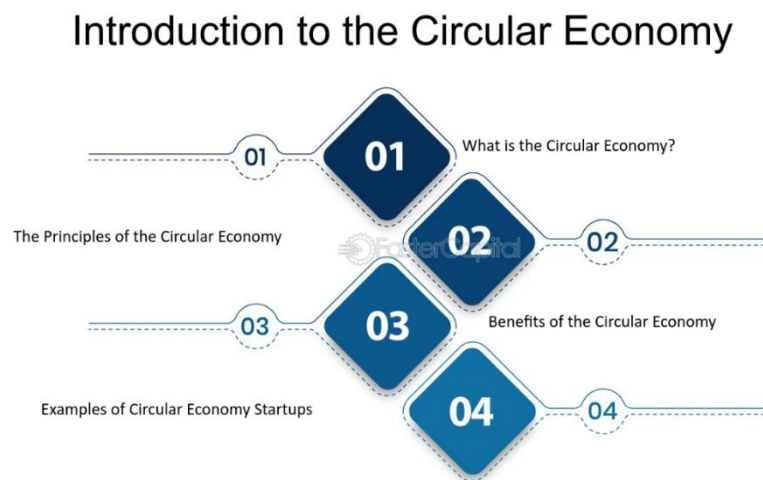 Introduction to the Circular Economy
01
01
What is the Circular Economy?
The Principles of the Circular Economy
02
02
FasterCapital
03
03
Benefits of the Circular Economy
Examples of Circular Economy Startups
04
04